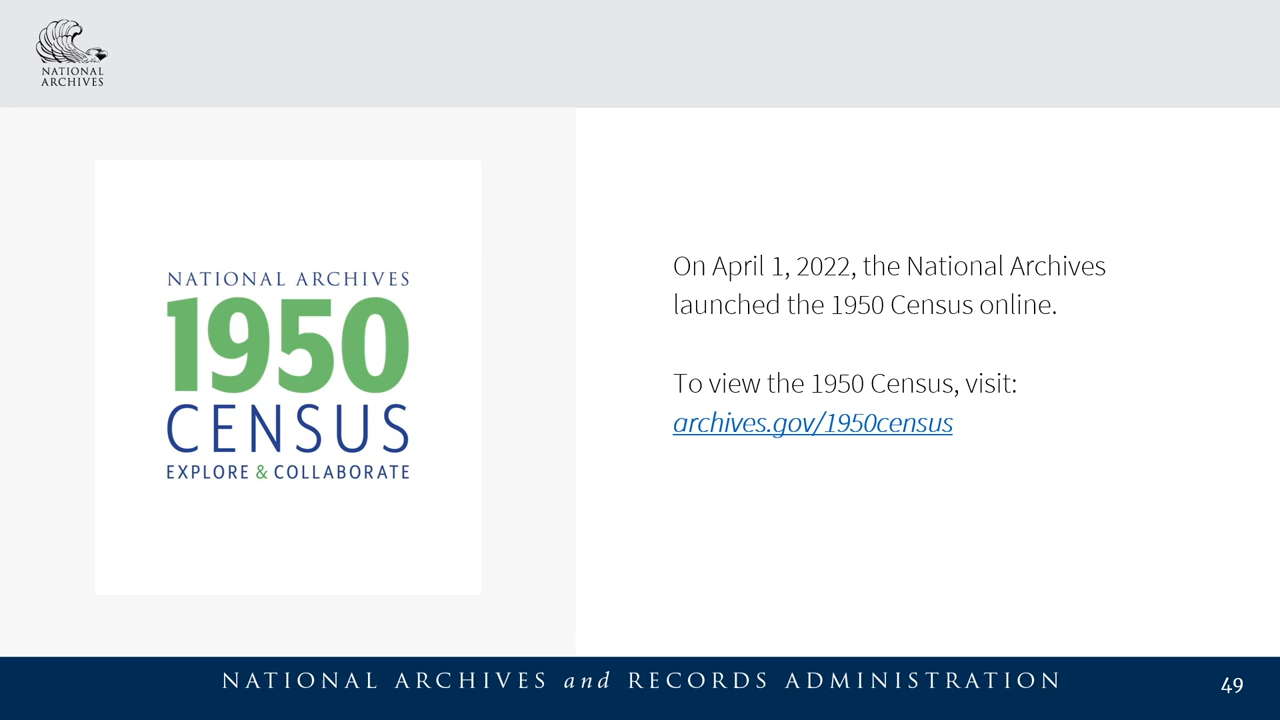 NATIONAL
ARCHIVES
NATIONAL ARCHIVES
1950
CENSUS
EXPLORE & COLLABORATE
On April 1, 2022, the National Archives
launched the 1950 Census online.
To view the 1950 Census, visit:
archives.gov/1950census
NATIONAL ARCHIVES and RECORDS ADMINISTRATION
49